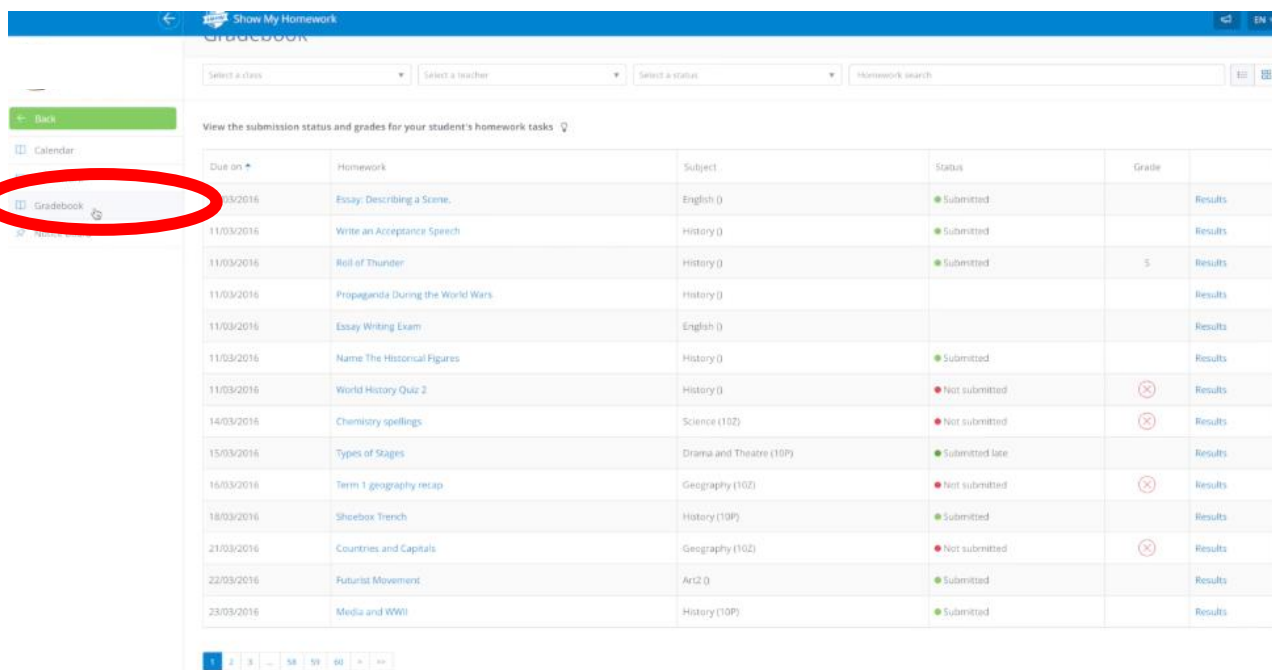 Show My Homework
EN
Gradebook
Select a class
Select a teacher
Select a status
Homework search
Back
View the submission status and grades for your student's homework tasks
Calendar
Gradebook
Due on Homework Subject Status Grade
03/2016 Essay: Describing a Scene. English () Submitted Results
11/03/2016 Write an Acceptance Speech History () Submitted Results
11/03/2016 Roll of Thunder History () Submitted 5 Results
11/03/2016 Propaganda During the World Wars History () Results
11/03/2016 Essay Writing Exam English () Results
11/03/2016 Name The Historical Figures History () Submitted Results
11/03/2016 World History Quiz 2 History () Not submitted Results
14/03/2016 Chemistry spellings Science (10Z) Not submitted Results
15/03/2016 Types of Stages Drama and Theatre (10P) Submitted late Results
16/03/2016 Term 1 geography recap Geography (10Z) Not submitted Results
18/03/2016 Shoebox Trench History (10P) Submitted Results
21/03/2016 Countries and Capitals Geography (10Z) Not submitted Results
22/03/2016 Futurist Movement Art2 () Submitted Results
23/03/2016 Media and WWII History (10P) Submitted Results
1 2 3 ... 58 59 60 > >>